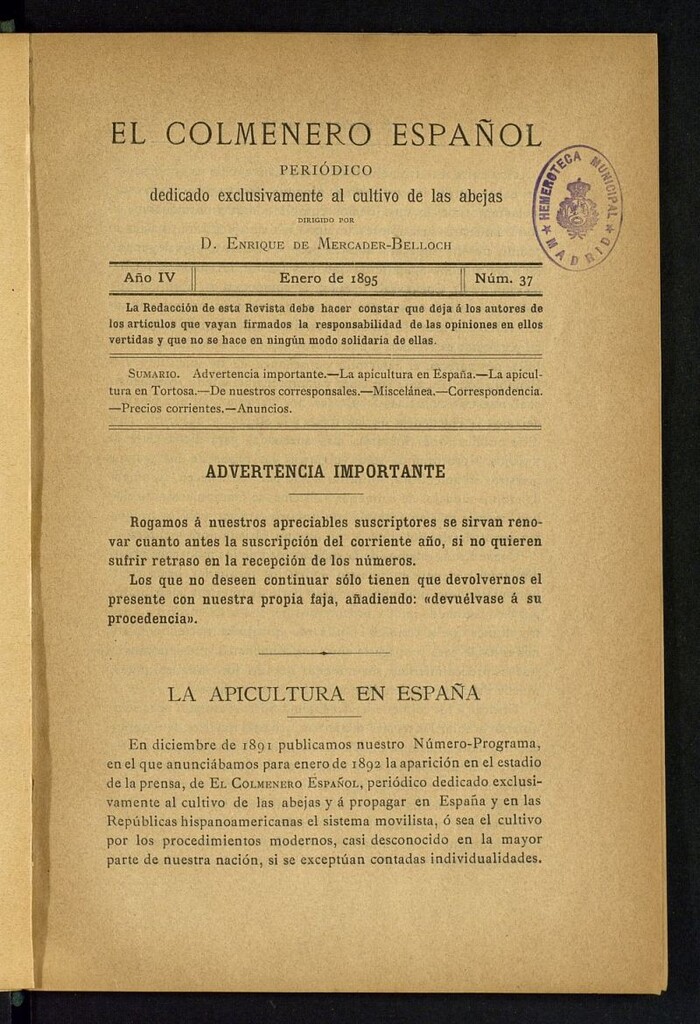 EL COLMENERO ESPAÑOL
PERIÓDICO
dedicado exclusivamente al cultivo de las abejas
DIRIGIDO POR
D. ENRIQUE DE MERCADER-BELLOCH
HEMEROTECA MUNICIPAL
★ MADRID ★
Año IV Enero de 1895 Núm. 37
La Redacción de esta Revista debe hacer constar que deja á los autores de
los artículos que vayan firmados la responsabilidad de las opiniones en ellos
vertidas y que no se hace en ningún modo solidaria de ellas.
SUMARIO. Advertencia importante.—La apicultura en España.—La apicul-
tura en Tortosa.—De nuestros corresponsales.—Miscelánea.—Correspondencia.
—Precios corrientes.—Anuncios.
ADVERTENCIA IMPORTANTE
Rogamos á nuestros apreciables suscriptores se sirvan reno-
var cuanto antes la suscripción del corriente año, si no quieren
sufrir retraso en la recepción de los números.
Los que no deseen continuar sólo tienen que devolvernos el
presente con nuestra propia faja, añadiendo: «devuélvase á su
procedencia».
LA APICULTURA EN ESPAÑA
En diciembre de 1891 publicamos nuestro Número-Programa,
en el que anunciábamos para enero de 1892 la aparición en el estadio
de la prensa, de EL COLMENERO ESPAÑOL, periódico dedicado exclusi-
vamente al cultivo de las abejas y á propagar en España y en las
Repúblicas hispanoamericanas el sistema movilista, ó sea el cultivo
por los procedimientos modernos, casi desconocido en la mayor
parte de nuestra nación, si se exceptúan contadas individualidades.